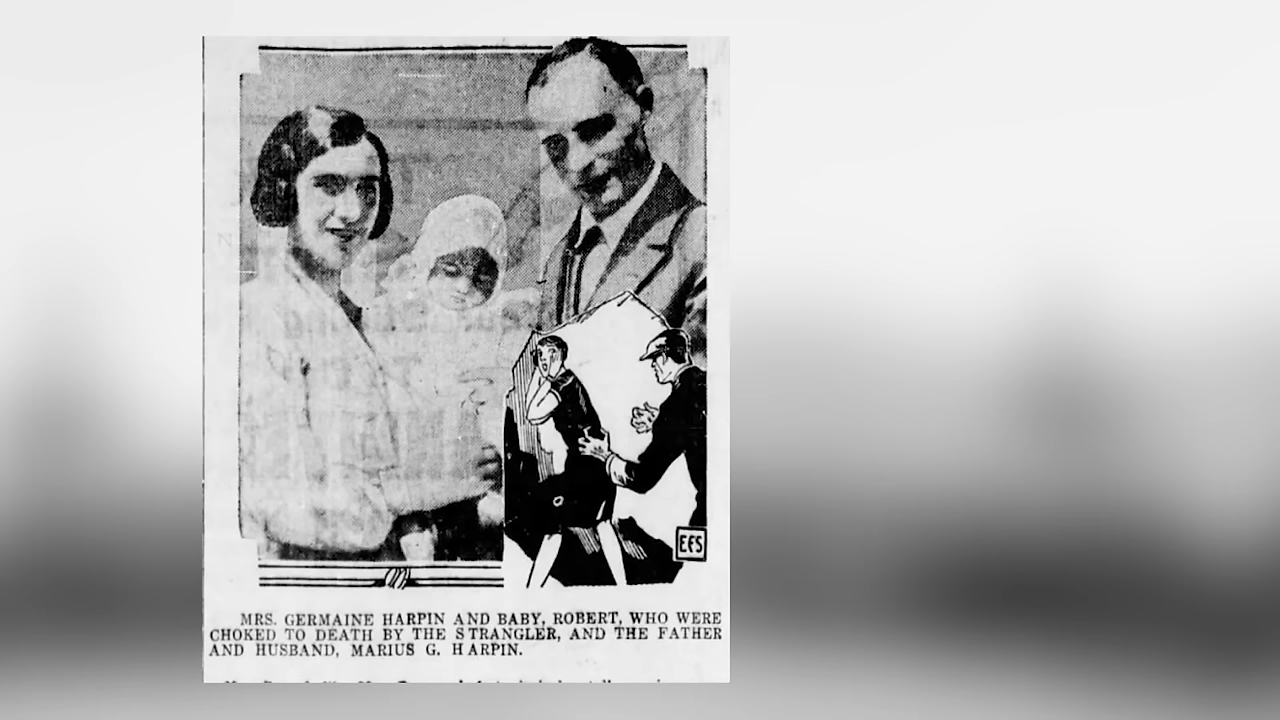 EFS
MRS. GERMAINE HARPIN AND BABY, ROBERT, WHO WERE
CHOKED TO DEATH BY THE STRANGLER, AND THE FATHER
AND HUSBAND, MARIUS G. HARPIN.